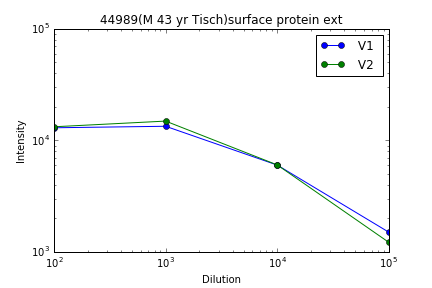 44989(M 43 yr Tisch)surface protein ext
10^5
V1
V2
Intensity
10^4
10^3
10^2
10^3
10^4
10^5
Dilution